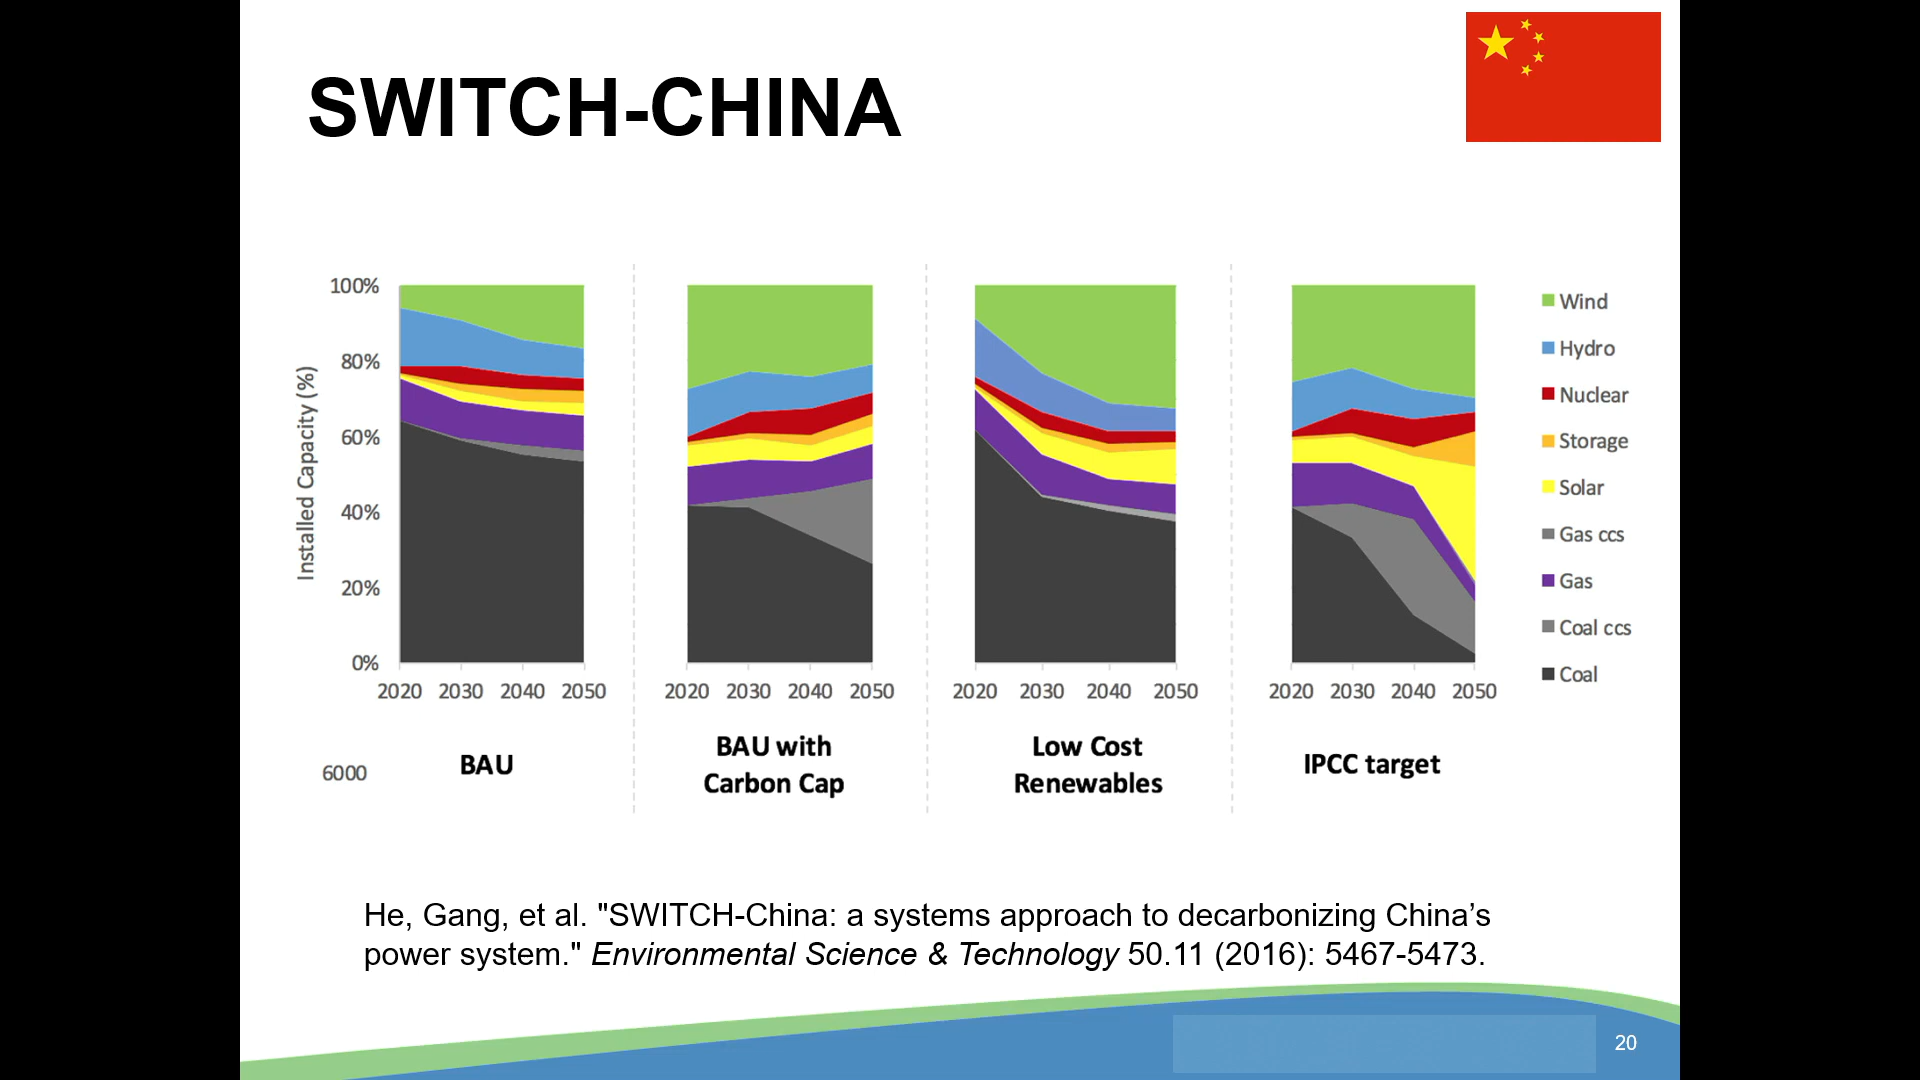 SWITCH-CHINA
Installed Capacity (%)
100%
80%
60%
40%
20%
0%
2020 2030 2040 2050
2020 2030 2040 2050
2020 2030 2040 2050
2020 2030 2040 2050
Wind
Hydro
Nuclear
Storage
Solar
Gas ccs
Gas
Coal ccs
Coal
6000
BAU
BAU with
Carbon Cap
Low Cost
Renewables
IPCC target
He, Gang, et al. "SWITCH-China: a systems approach to decarbonizing China’s
power system." Environmental Science & Technology 50.11 (2016): 5467-5473.
20